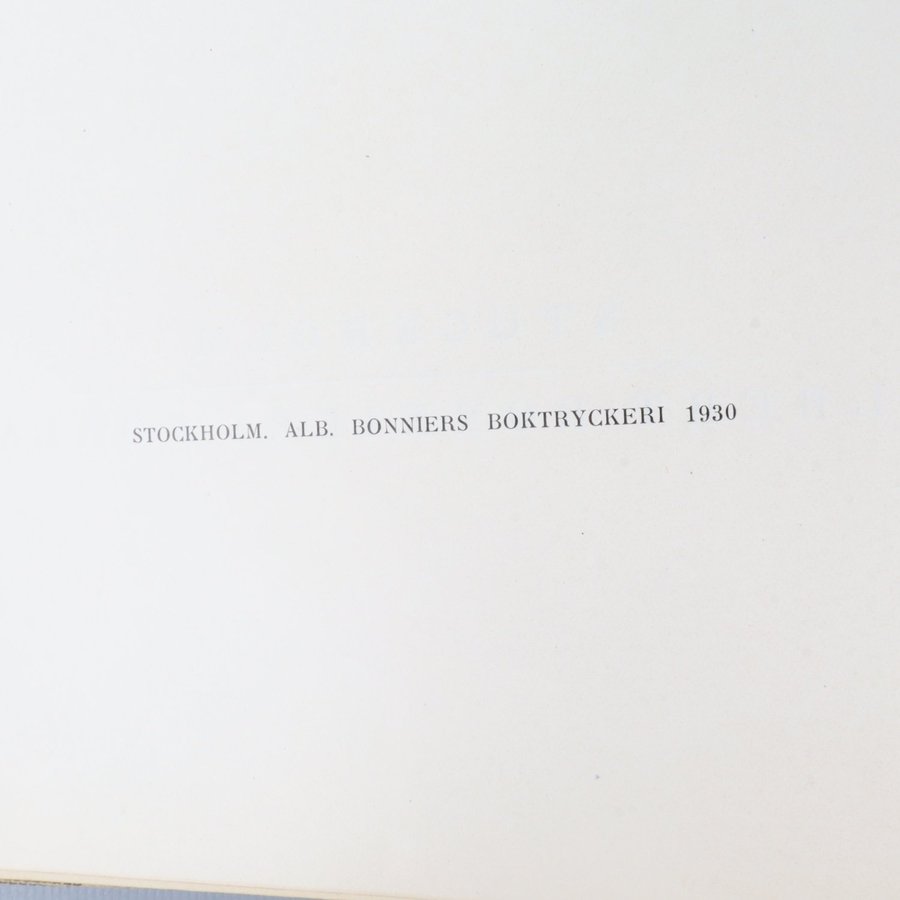 STOCKHOLM. ALB. BONNIERS BOKTRYCKERI 1930